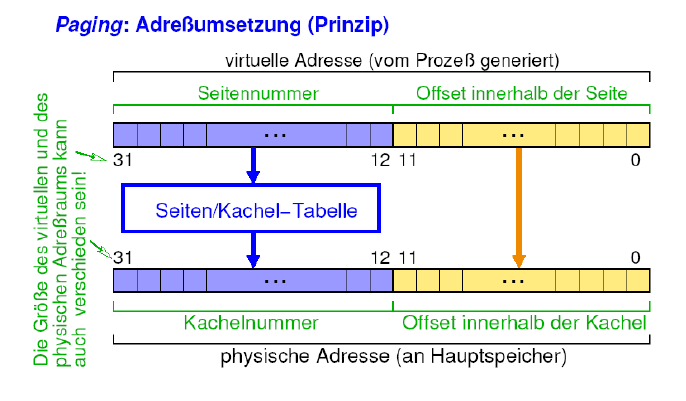 Paging: Adreßumsetzung (Prinzip)
virtuelle Adresse (vom Prozeß generiert)
Seitennummer
Offset innerhalb der Seite
...
...
31
12
11
0
Seiten/Kachel−Tabelle
31
12
11
0
...
...
Kachelnummer
Offset innerhalb der Kachel
physische Adresse (an Hauptspeicher)
Die Größe des virtuellen und des
physischen Adreßraums kann
auch verschieden sein!